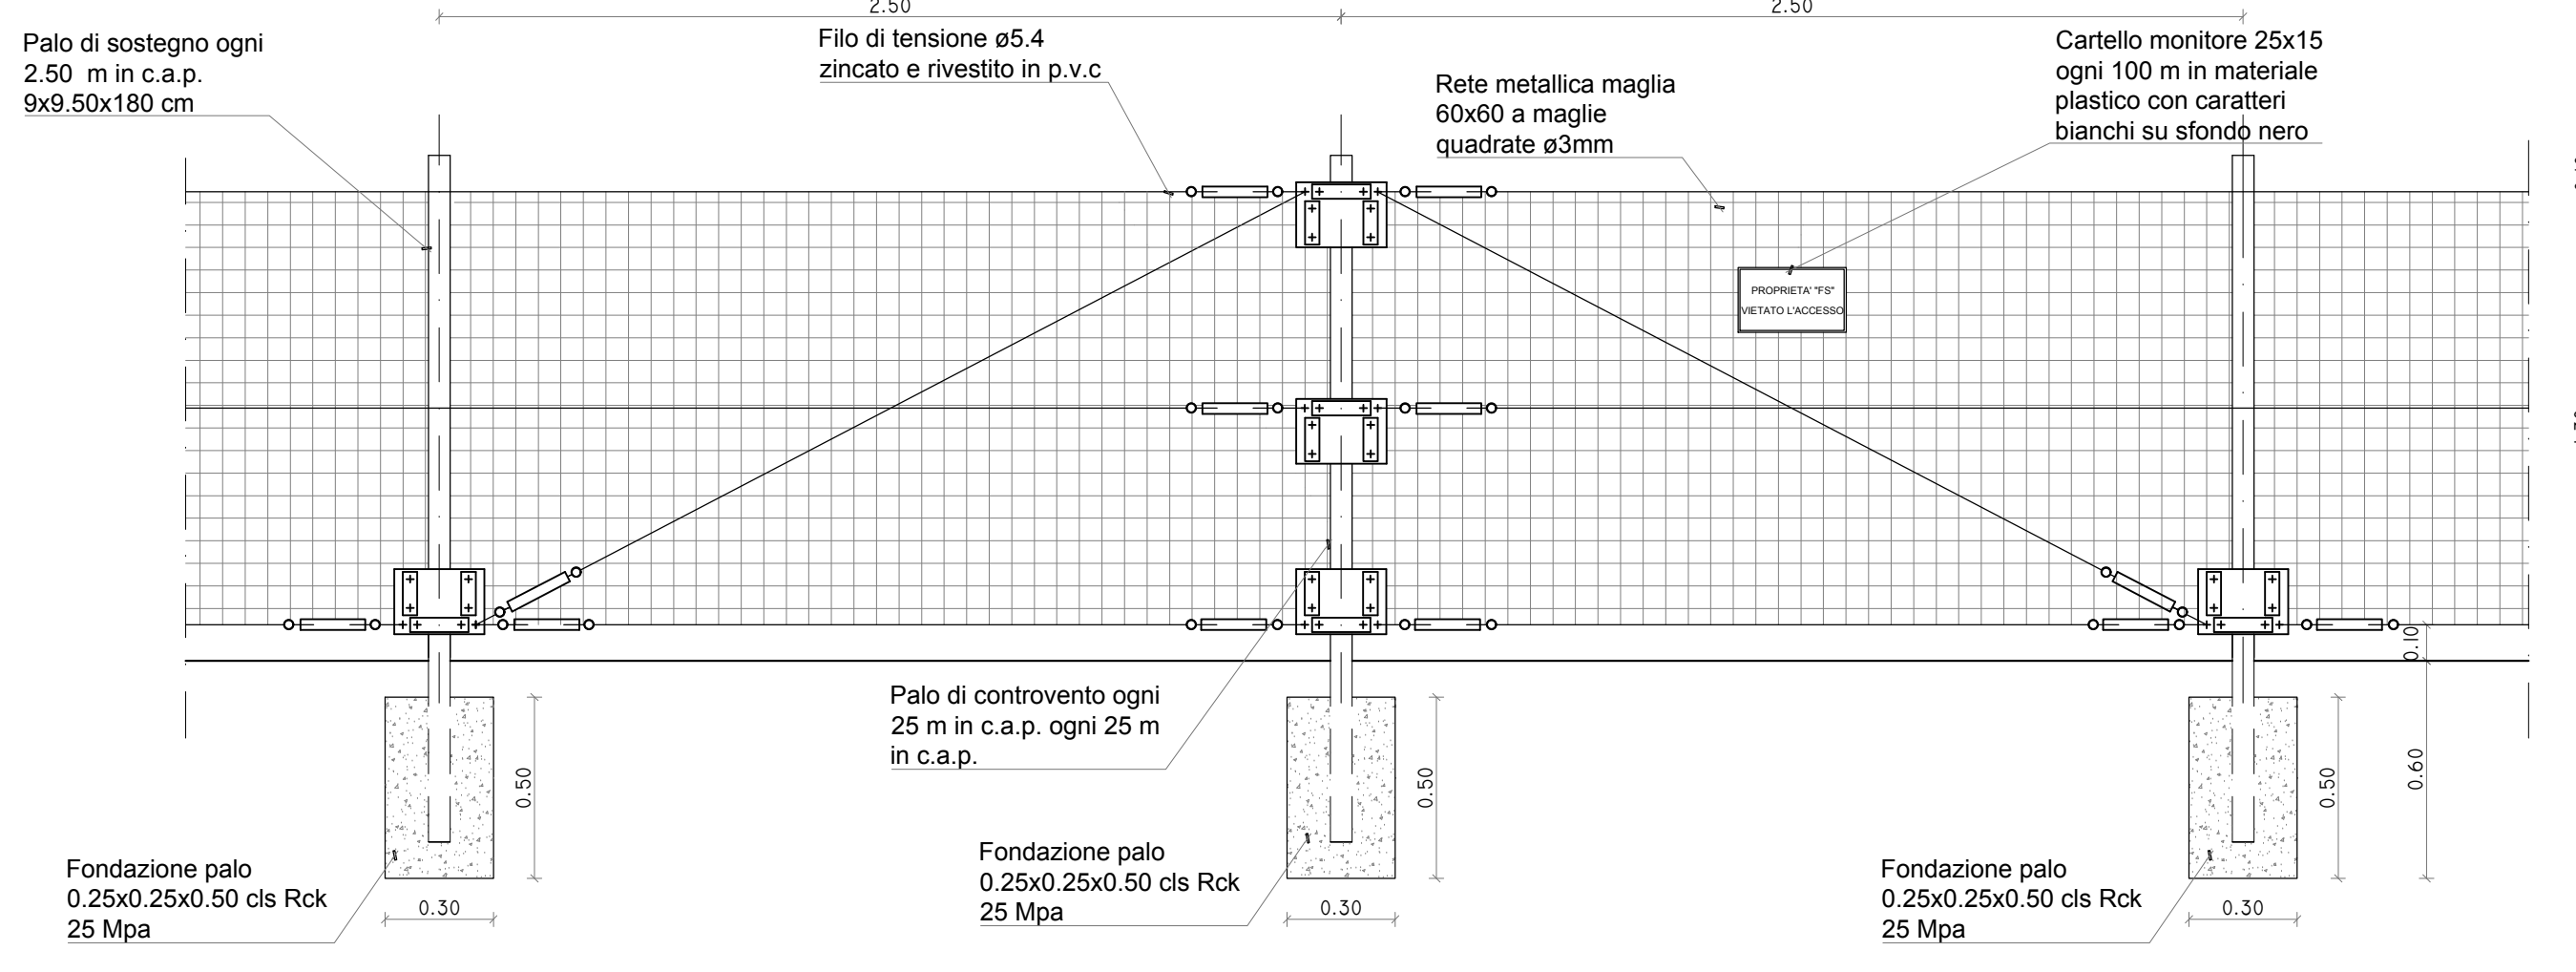 2.50
2.50
Palo di sostegno ogni
2.50 m in c.a.p.
9x9.50x180 cm
Filo di tensione ø5.4
zincato e rivestito in p.v.c
Rete metallica maglia
60x60 a maglie
quadrate ø3mm
Cartello monitore 25x15
ogni 100 m in materiale
plastico con caratteri
bianchi su sfondo nero
PROPRIETA' "FS"
VIETATO L'ACCESSO
0.10
Palo di controvento ogni
25 m in c.a.p. ogni 25 m
in c.a.p.
0.50
0.50
0.50
0.60
Fondazione palo
0.25x0.25x0.50 cls Rck
25 Mpa
0.30
Fondazione palo
0.25x0.25x0.50 cls Rck
25 Mpa
0.30
Fondazione palo
0.25x0.25x0.50 cls Rck
25 Mpa
0.30